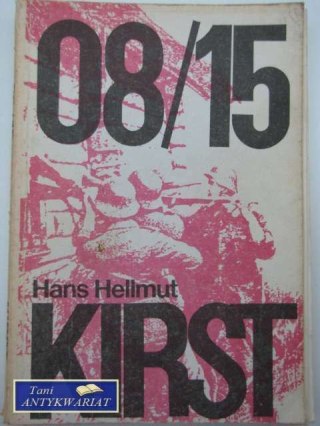 08/15
Hans Hellmut
KIRST
Tani
ANTYKWARIAT